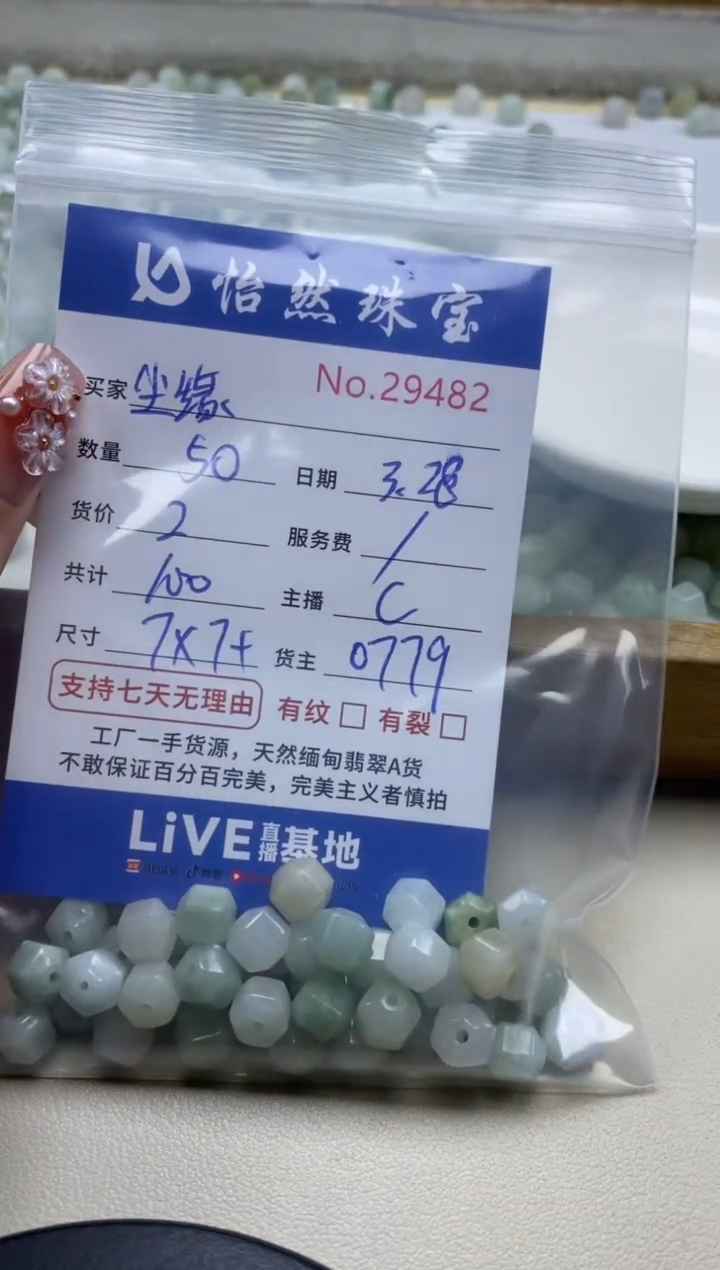 怡然珠宝
No.29482
买家 尘缘
数量 50 日期 3.28
货价 2 服务费 /
共计 100 主播 C
尺寸 7x7+ 货主 0779
支持七天无理由 有纹 □ 有裂 □
工厂一手货源，天然缅甸翡翠A货
不敢保证百分百完美，完美主义者慎拍
LiVE直播基地